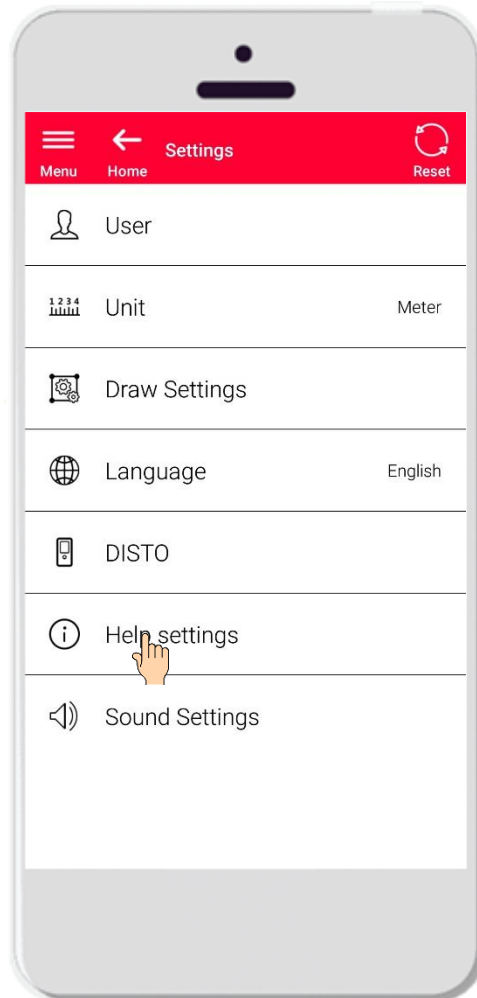 Settings
Menu Home Reset
User
1 2 3 4
Unit Meter
Draw Settings
Language English
DISTO
Help settings
Sound Settings